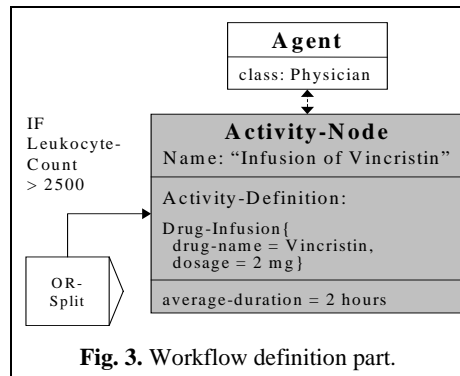 Agent
class: Physician
IF
Leukocyte-
Count
> 2500
Activity-Node
Name: “Infusion of Vincristin”
Activity-Definition:
Drug-Infusion{
drug-name = Vincristin,
dosage = 2 mg}
average-duration = 2 hours
OR-
Split
Fig. 3. Workflow definition part.